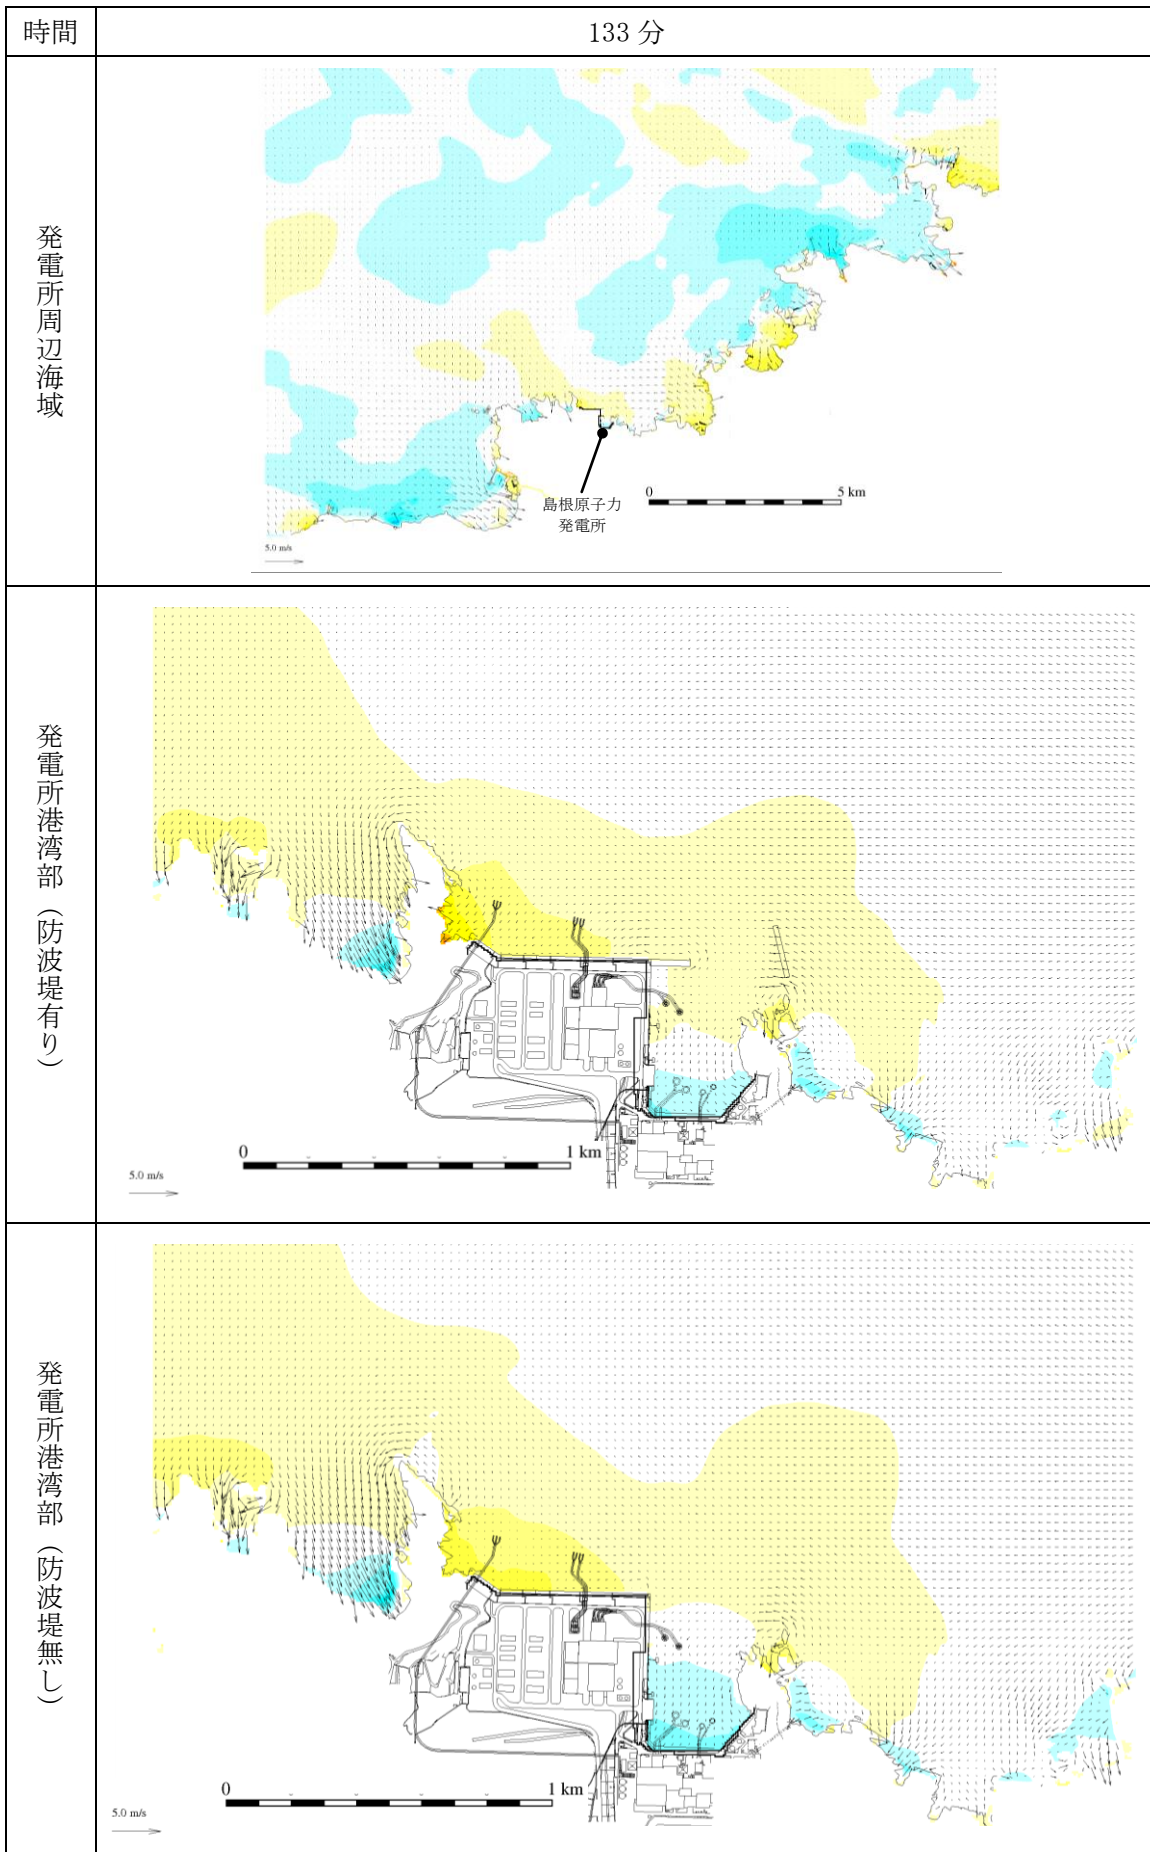 時間
133 分
発電所周辺海域
島根原子力
発電所
0
5 km
5.0 m/s
発電所港湾部（防波堤有り）
0
1 km
5.0 m/s
発電所港湾部（防波堤無し）
0
1 km
5.0 m/s